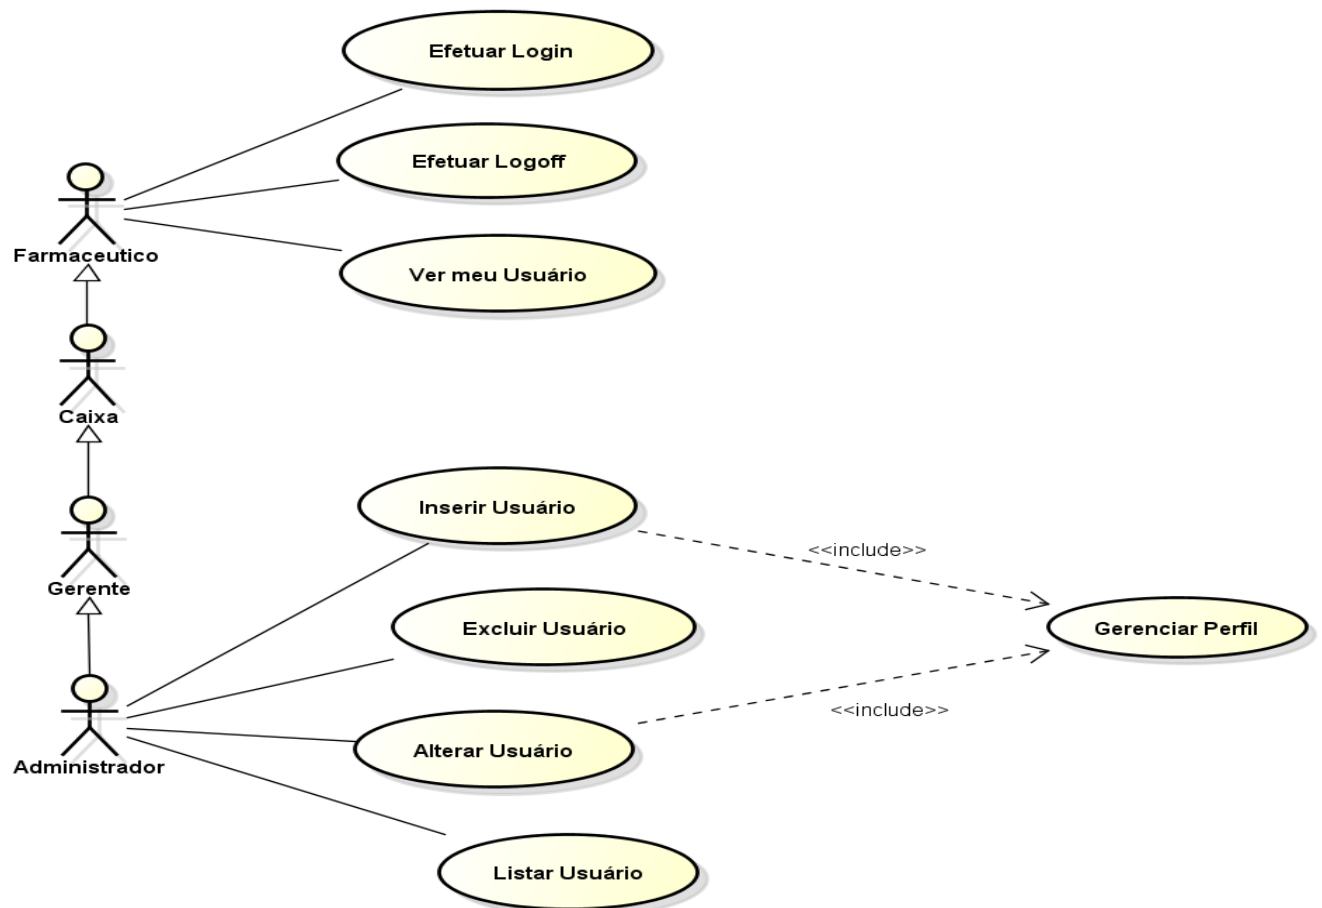 Efetuar Login
Efetuar Logoff
Farmaceutico
Ver meu Usuário
Caixa
Inserir Usuário
<<include>>
Gerente
Excluir Usuário
Gerenciar Perfil
<<include>>
Alterar Usuário
Administrador
Listar Usuário